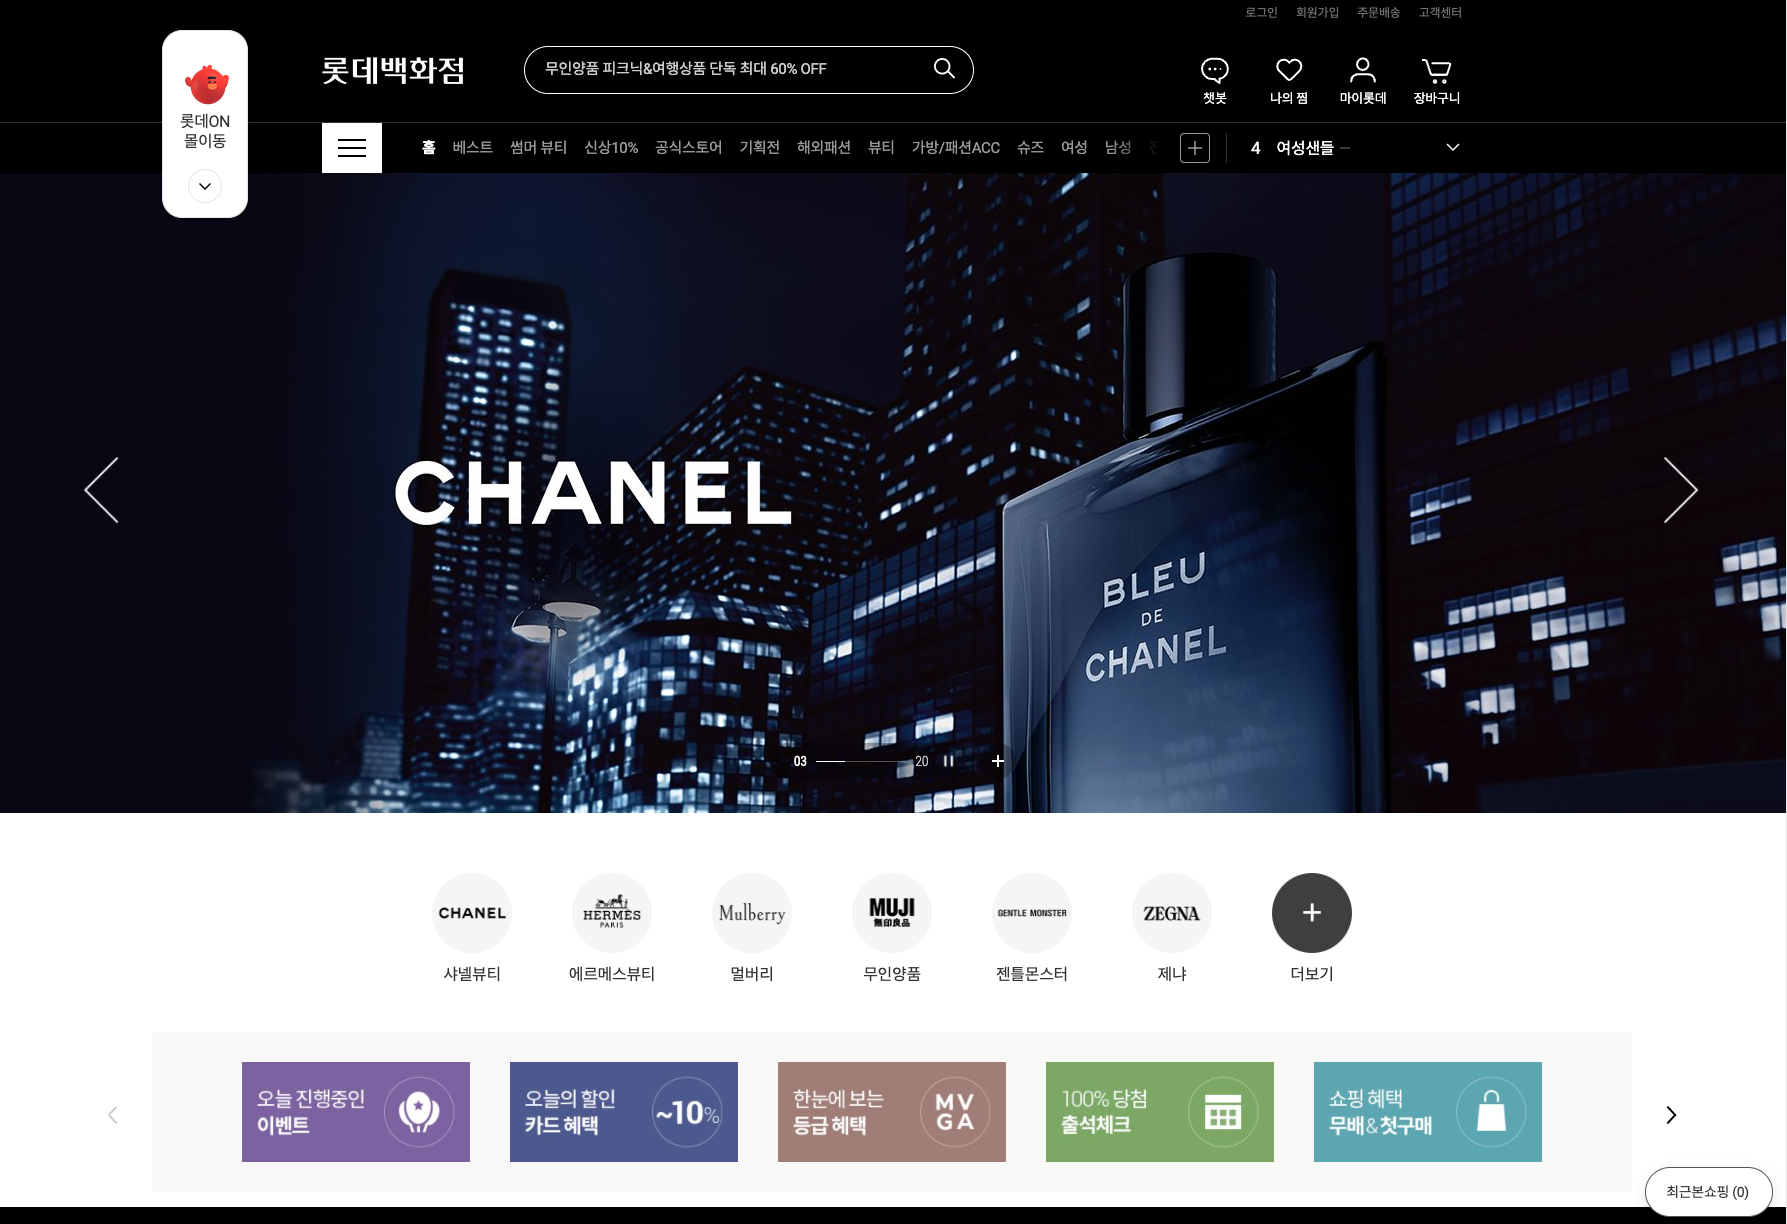 로그인 회원가입 주문배송 고객센터
롯데ON
몰이동
롯데백화점
무인양품 피크닉&여행상품 단독 최대 60% OFF
챗봇 나의 찜 마이롯데 장바구니
홈 베스트 썸머 뷰티 신상10% 공식스토어 기획전 해외패션 뷰티 가방/패션ACC 슈즈 여성 남성
4 여성샌들 –
CHANEL
BLEU
DE
CHANEL
03 20
CHANEL
HERMÈS
PARIS
Mulberry
MUJI
無印良品
GENTLE MONSTER
ZEGNA
샤넬뷰티 에르메스뷰티 멀버리 무인양품 젠틀몬스터 제냐 더보기
오늘 진행중인
이벤트
오늘의 할인
카드 혜택
~10%
한눈에 보는
등급 혜택
MV
GA
100% 당첨
출석체크
쇼핑 혜택
무배&첫구매
최근본쇼핑 (0)